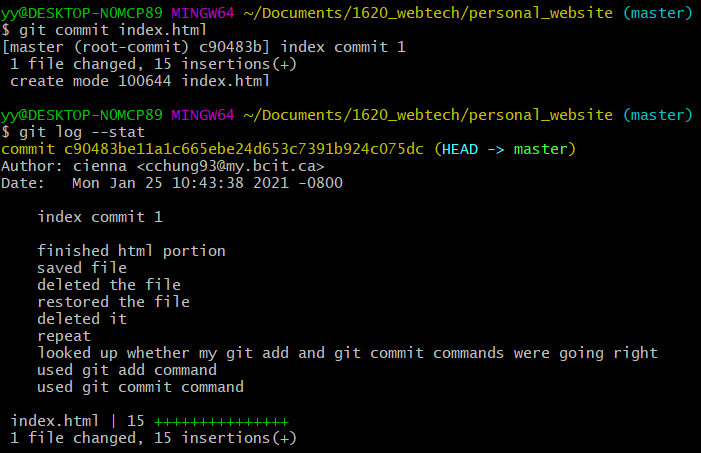 yy@DESKTOP-NOMCP89 MINGW64 ~/Documents/1620_webtech/personal_website (master)
$ git commit index.html
[master (root-commit) c90483b] index commit 1
 1 file changed, 15 insertions(+)
 create mode 100644 index.html

yy@DESKTOP-NOMCP89 MINGW64 ~/Documents/1620_webtech/personal_website (master)
$ git log --stat
commit c90483be11a1c665ebe24d653c7391b924c075dc (HEAD -> master)
Author: cienna <cchung93@my.bcit.ca>
Date:   Mon Jan 25 10:43:38 2021 -0800

    index commit 1

    finished html portion
    saved file
    deleted the file
    restored the file
    deleted it
    repeat
    looked up whether my git add and git commit commands were going right
    used git add command
    used git commit command

 index.html | 15 +++++++++++++++
 1 file changed, 15 insertions(+)